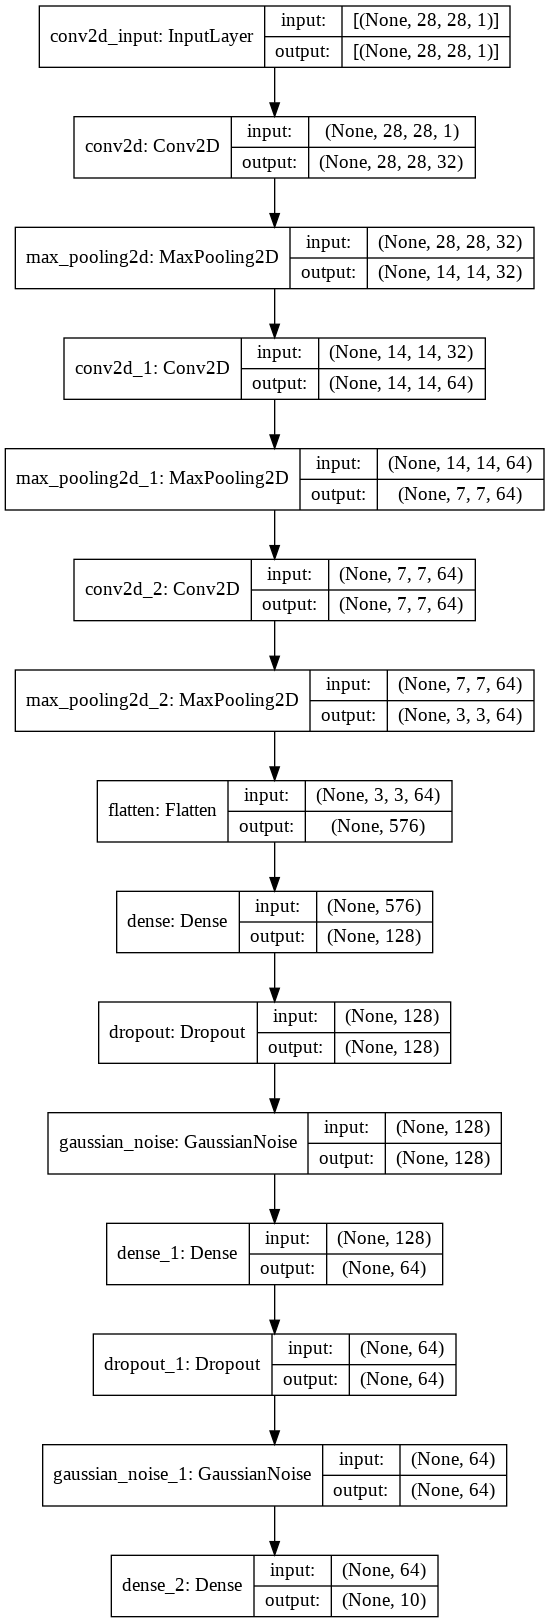 conv2d_input: InputLayer
input:
[(None, 28, 28, 1)]
output:
[(None, 28, 28, 1)]
conv2d: Conv2D
input:
(None, 28, 28, 1)
output:
(None, 28, 28, 32)
max_pooling2d: MaxPooling2D
input:
(None, 28, 28, 32)
output:
(None, 14, 14, 32)
conv2d_1: Conv2D
input:
(None, 14, 14, 32)
output:
(None, 14, 14, 64)
max_pooling2d_1: MaxPooling2D
input:
(None, 14, 14, 64)
output:
(None, 7, 7, 64)
conv2d_2: Conv2D
input:
(None, 7, 7, 64)
output:
(None, 7, 7, 64)
max_pooling2d_2: MaxPooling2D
input:
(None, 7, 7, 64)
output:
(None, 3, 3, 64)
flatten: Flatten
input:
(None, 3, 3, 64)
output:
(None, 576)
dense: Dense
input:
(None, 576)
output:
(None, 128)
dropout: Dropout
input:
(None, 128)
output:
(None, 128)
gaussian_noise: GaussianNoise
input:
(None, 128)
output:
(None, 128)
dense_1: Dense
input:
(None, 128)
output:
(None, 64)
dropout_1: Dropout
input:
(None, 64)
output:
(None, 64)
gaussian_noise_1: GaussianNoise
input:
(None, 64)
output:
(None, 64)
dense_2: Dense
input:
(None, 64)
output:
(None, 10)